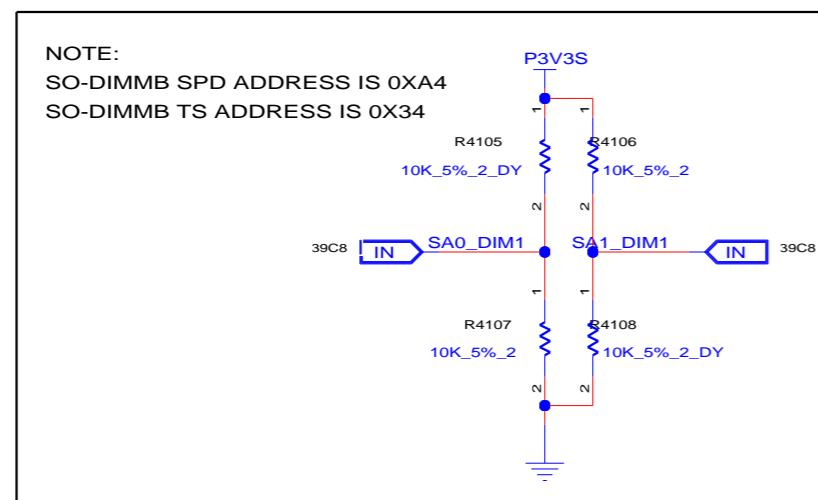 NOTE:
SO-DIMMB SPD ADDRESS IS 0XA4
SO-DIMMB TS ADDRESS IS 0X34
P3V3S
1 1
R4105 R4106
10K_5%_2_DY 10K_5%_2
2 2
39C8 IN SA0_DIM1 SA1_DIM1 IN 39C8
1 1
R4107 R4108
10K_5%_2 10K_5%_2_DY
2 2